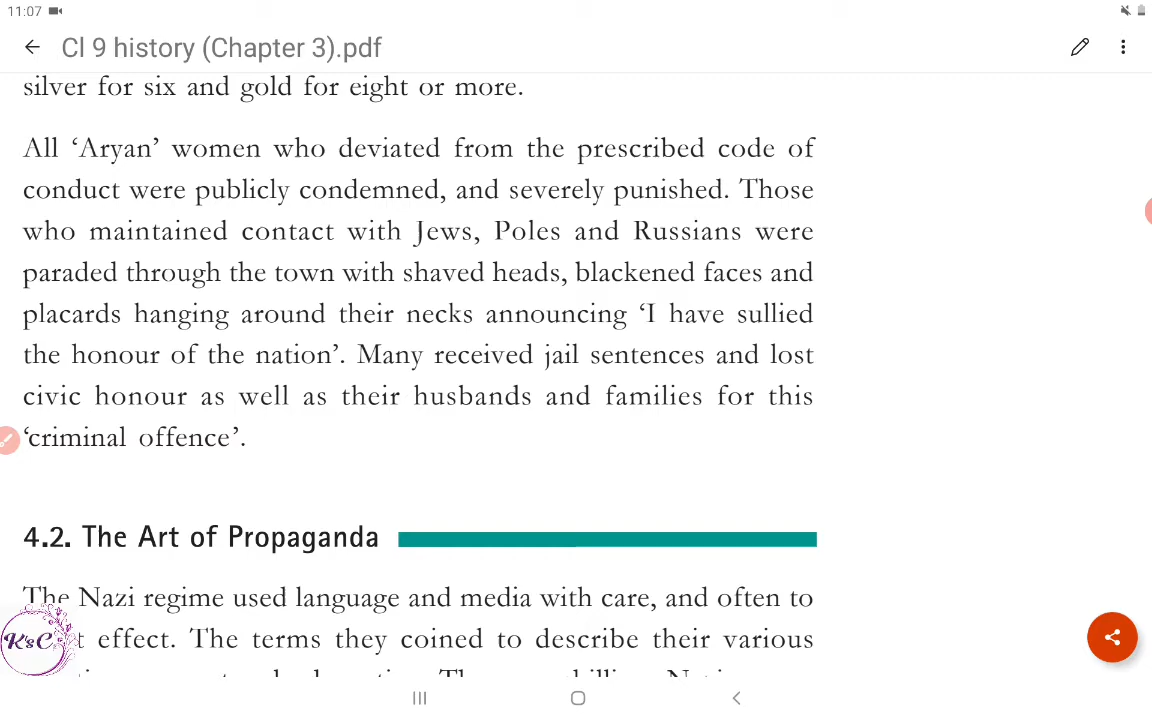 11:07
Cl 9 history (Chapter 3).pdf
silver for six and gold for eight or more.
All ‘Aryan’ women who deviated from the prescribed code of
conduct were publicly condemned, and severely punished. Those
who maintained contact with Jews, Poles and Russians were
paraded through the town with shaved heads, blackened faces and
placards hanging around their necks announcing ‘I have sullied
the honour of the nation’. Many received jail sentences and lost
civic honour as well as their husbands and families for this
‘criminal offence’.
4.2. The Art of Propaganda
The Nazi regime used language and media with care, and often to
effect. The terms they coined to describe their various
K's C